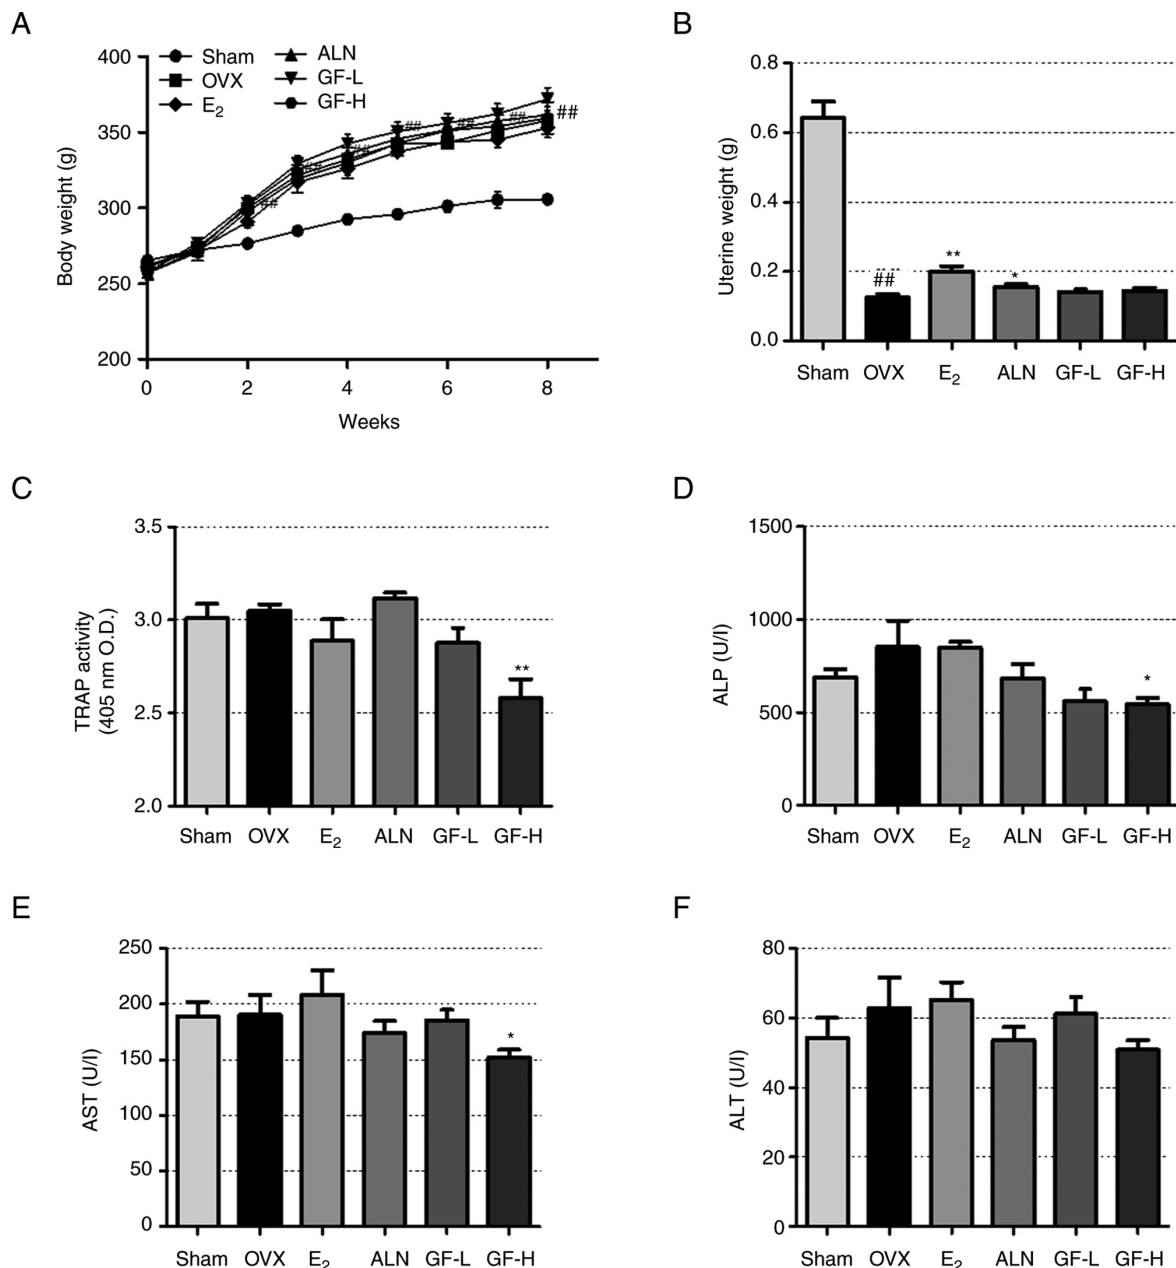 A
400
350
300
250
200
Body weight (g)
Sham
OVX
E2
ALN
GF-L
GF-H
##
##
##
##
##
##
##
0
2
4
6
8
Weeks
B
0.8
0.6
0.4
0.2
0.0
Uterine weight (g)
##
**
*
Sham
OVX
E2
ALN
GF-L
GF-H
C
3.5
3.0
2.5
2.0
TRAP activity
(405 nm O.D.)
**
Sham
OVX
E2
ALN
GF-L
GF-H
D
1500
1000
500
0
ALP (U/l)
*
Sham
OVX
E2
ALN
GF-L
GF-H
E
250
200
150
100
50
0
AST (U/l)
*
Sham
OVX
E2
ALN
GF-L
GF-H
F
80
60
40
20
0
ALT (U/l)
Sham
OVX
E2
ALN
GF-L
GF-H